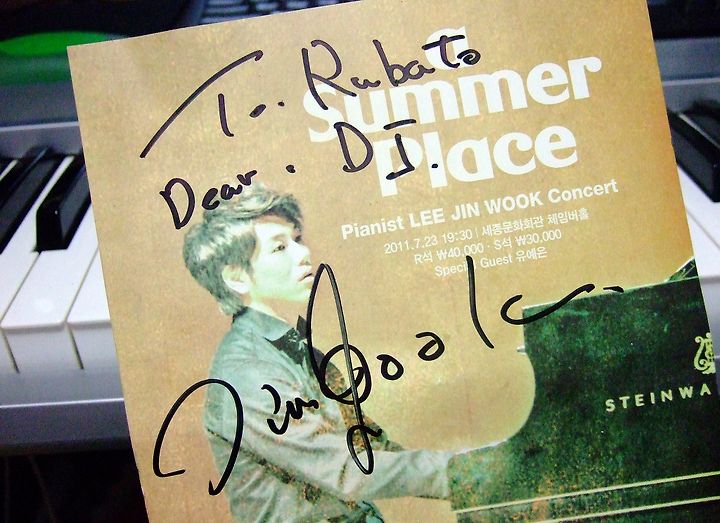 To. Rubato
a
Summer
Place
Dear. DJ.
Pianist LEE JIN WOOK Concert
2011.7.23 19:30 | 세종문화회관 체임버홀
R석 ₩40,000 · S석 ₩30,000
Special Guest 유예은
Jin Wook
STEINWA